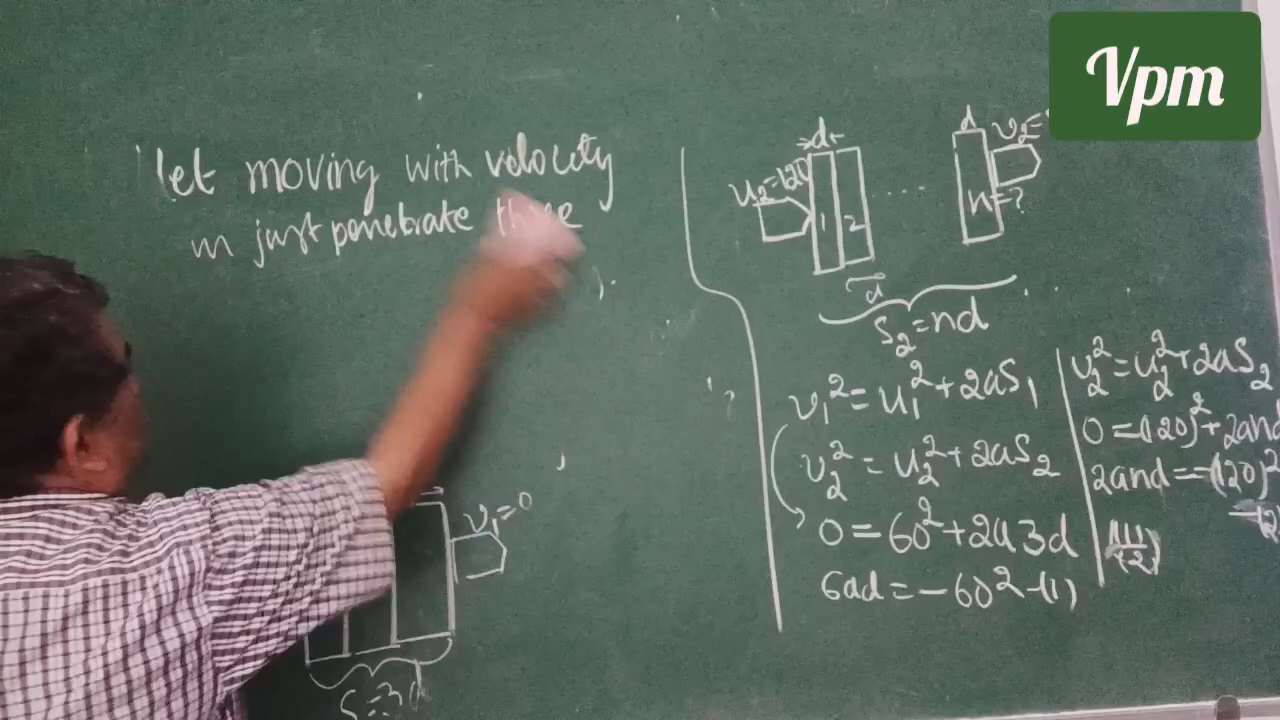 let moving with velocity
m just penetrate three
v₁=0
S=3d
→d←
u₂=120
1
2
....
d
n=?
v₂=
d
S₂=nd
v₁²=u₁²+2aS₁
v₂²=u₂²+2aS₂
0=60²+2a3d
6ad=-60²-(1)
v₂²=u₂²+2aS₂
0=(120)²+2and
2and=-(120)²
(1)/(2)
Vpm